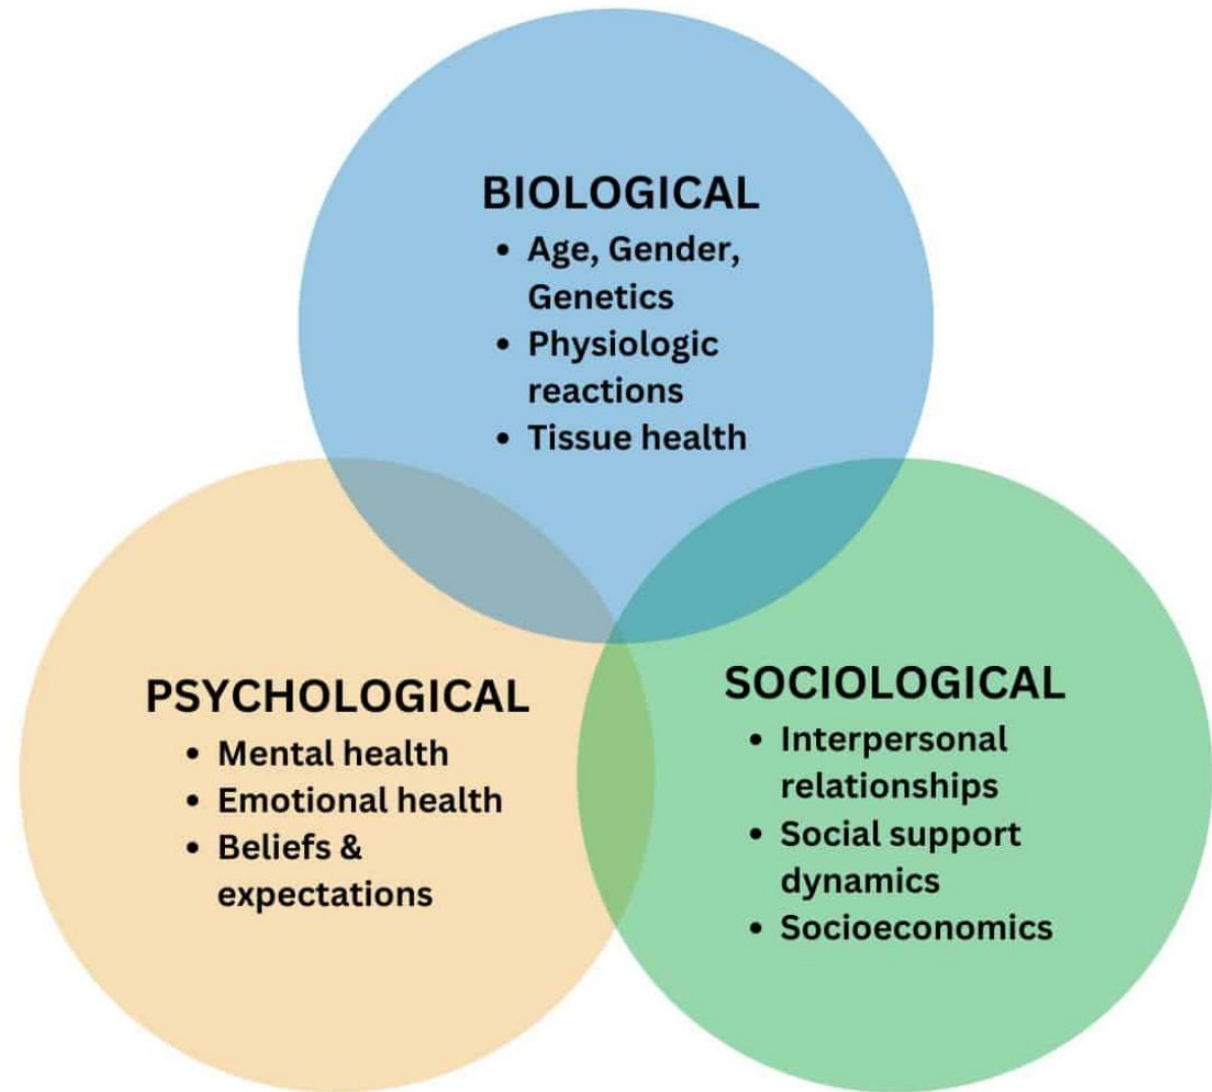 BIOLOGICAL
• Age, Gender,
Genetics
• Physiologic
reactions
• Tissue health
PSYCHOLOGICAL
• Mental health
• Emotional health
• Beliefs &
expectations
SOCIOLOGICAL
• Interpersonal
relationships
• Social support
dynamics
• Socioeconomics